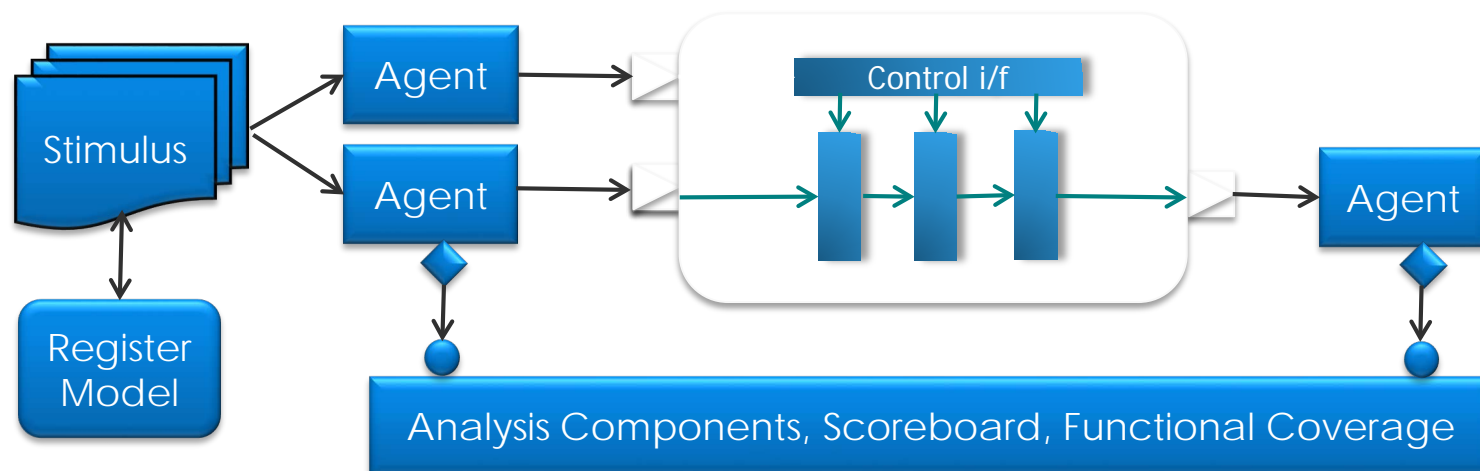 Agent
Control i/f
Stimulus
Agent
Agent
Register
Model
Analysis Components, Scoreboard, Functional Coverage